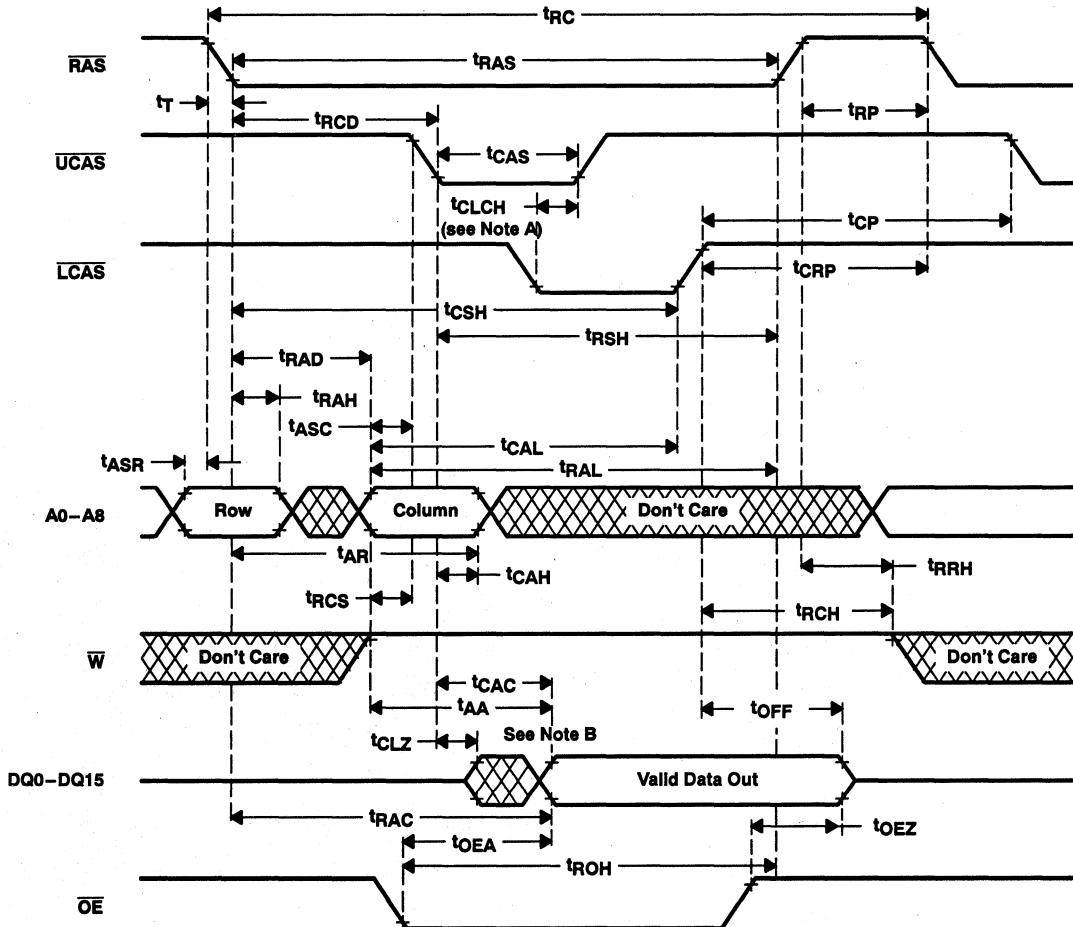 tRC
RAS
tRAS
tT
tRP
tRCD
UCAS
tCAS
tCLCH
(see Note A)
tCP
LCAS
tCRP
tCSH
tRSH
tRAD
tRAH
tASC
tCAL
tASR
tRAL
A0–A8
Row
Column
Don't Care
tAR
tCAH
tRRH
tRCS
tRCH
W
Don't Care
Don't Care
tCAC
tAA
tOFF
tCLZ
See Note B
DQ0–DQ15
Valid Data Out
tRAC
tOEA
tOEZ
tROH
OE